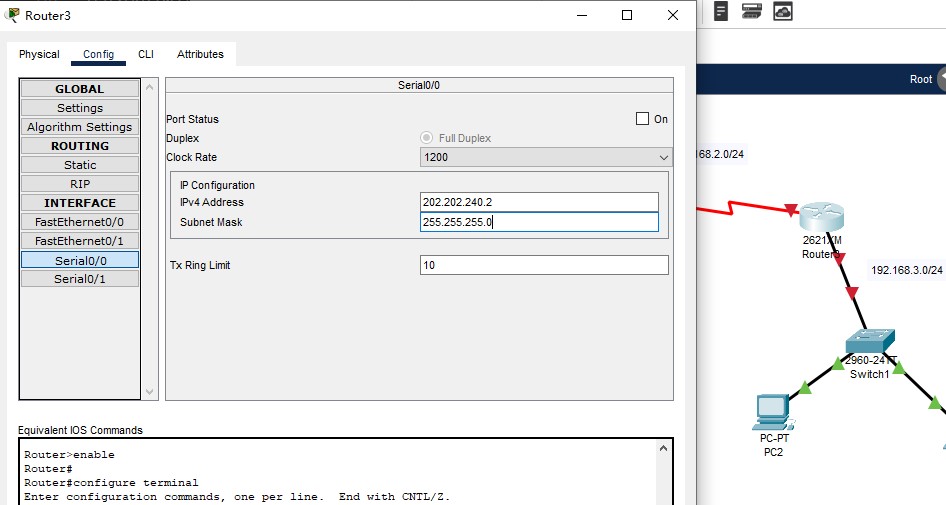 Router3
Physical
Config
CLI
Attributes
GLOBAL
Settings
Algorithm Settings
ROUTING
Static
RIP
INTERFACE
FastEthernet0/0
FastEthernet0/1
Serial0/0
Serial0/1
Serial0/0
Port Status
On
Duplex
Full Duplex
Clock Rate
1200
IP Configuration
IPv4 Address
202.202.240.2
Subnet Mask
255.255.255.0
Tx Ring Limit
10
Equivalent IOS Commands
Router>enable
Router#
Router#configure terminal
Enter configuration commands, one per line. End with CNTL/Z.
Root
68.2.0/24
2621XM
192.168.3.0/24
Switch1
PC-PT
PC2